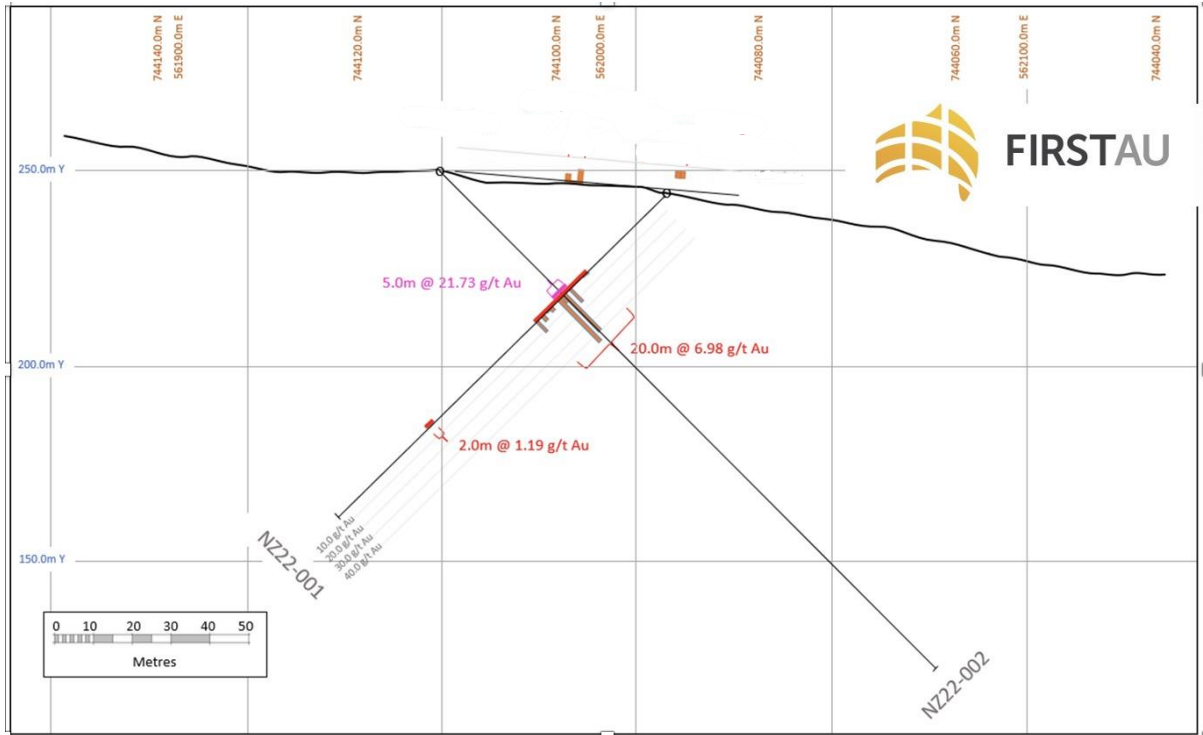 744140.0m N
561900.0m E
744120.0m N
744100.0m N
562000.0m E
744080.0m N
744060.0m N
562100.0m E
744040.0m N
FIRSTAU
250.0m Y
5.0m @ 21.73 g/t Au
20.0m @ 6.98 g/t Au
200.0m Y
2.0m @ 1.19 g/t Au
10.0 g/t Au
20.0 g/t Au
30.0 g/t Au
40.0 g/t Au
NZ22-001
150.0m Y
0 10 20 30 40 50
Metres
NZ22-002